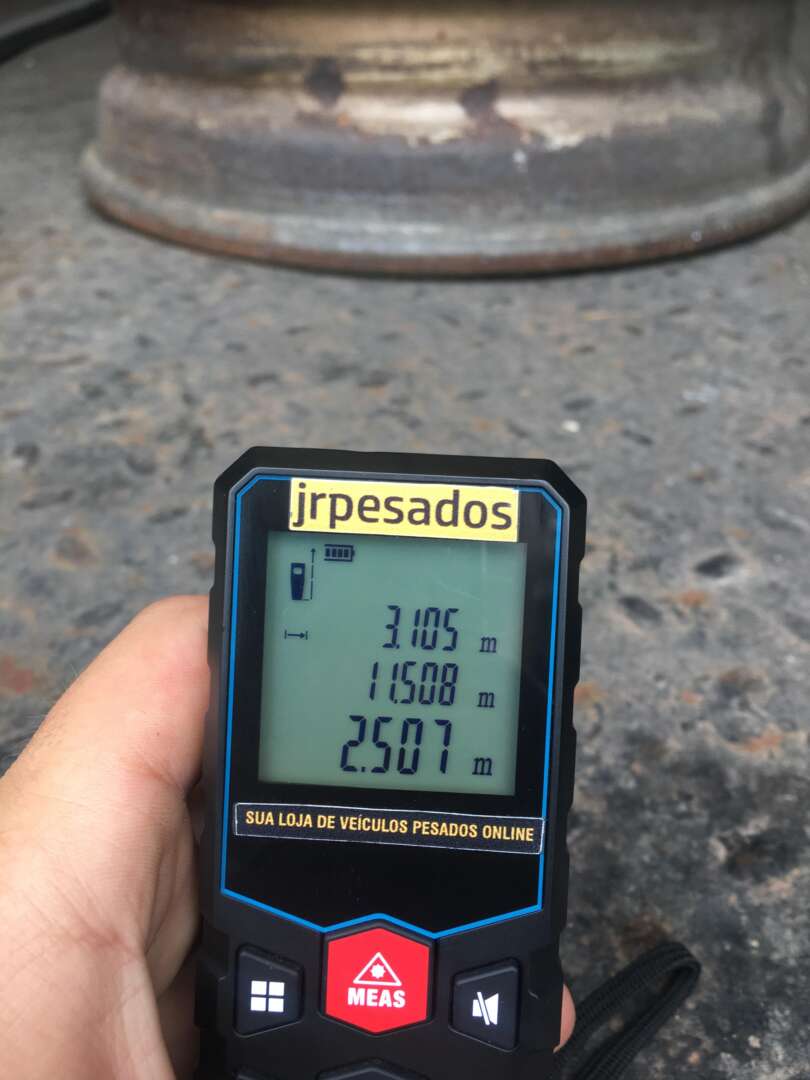 jrpesados
3.105 m
11.508 m
2.507 m
SUA LOJA DE VEÍCULOS PESADOS ONLINE
MEAS